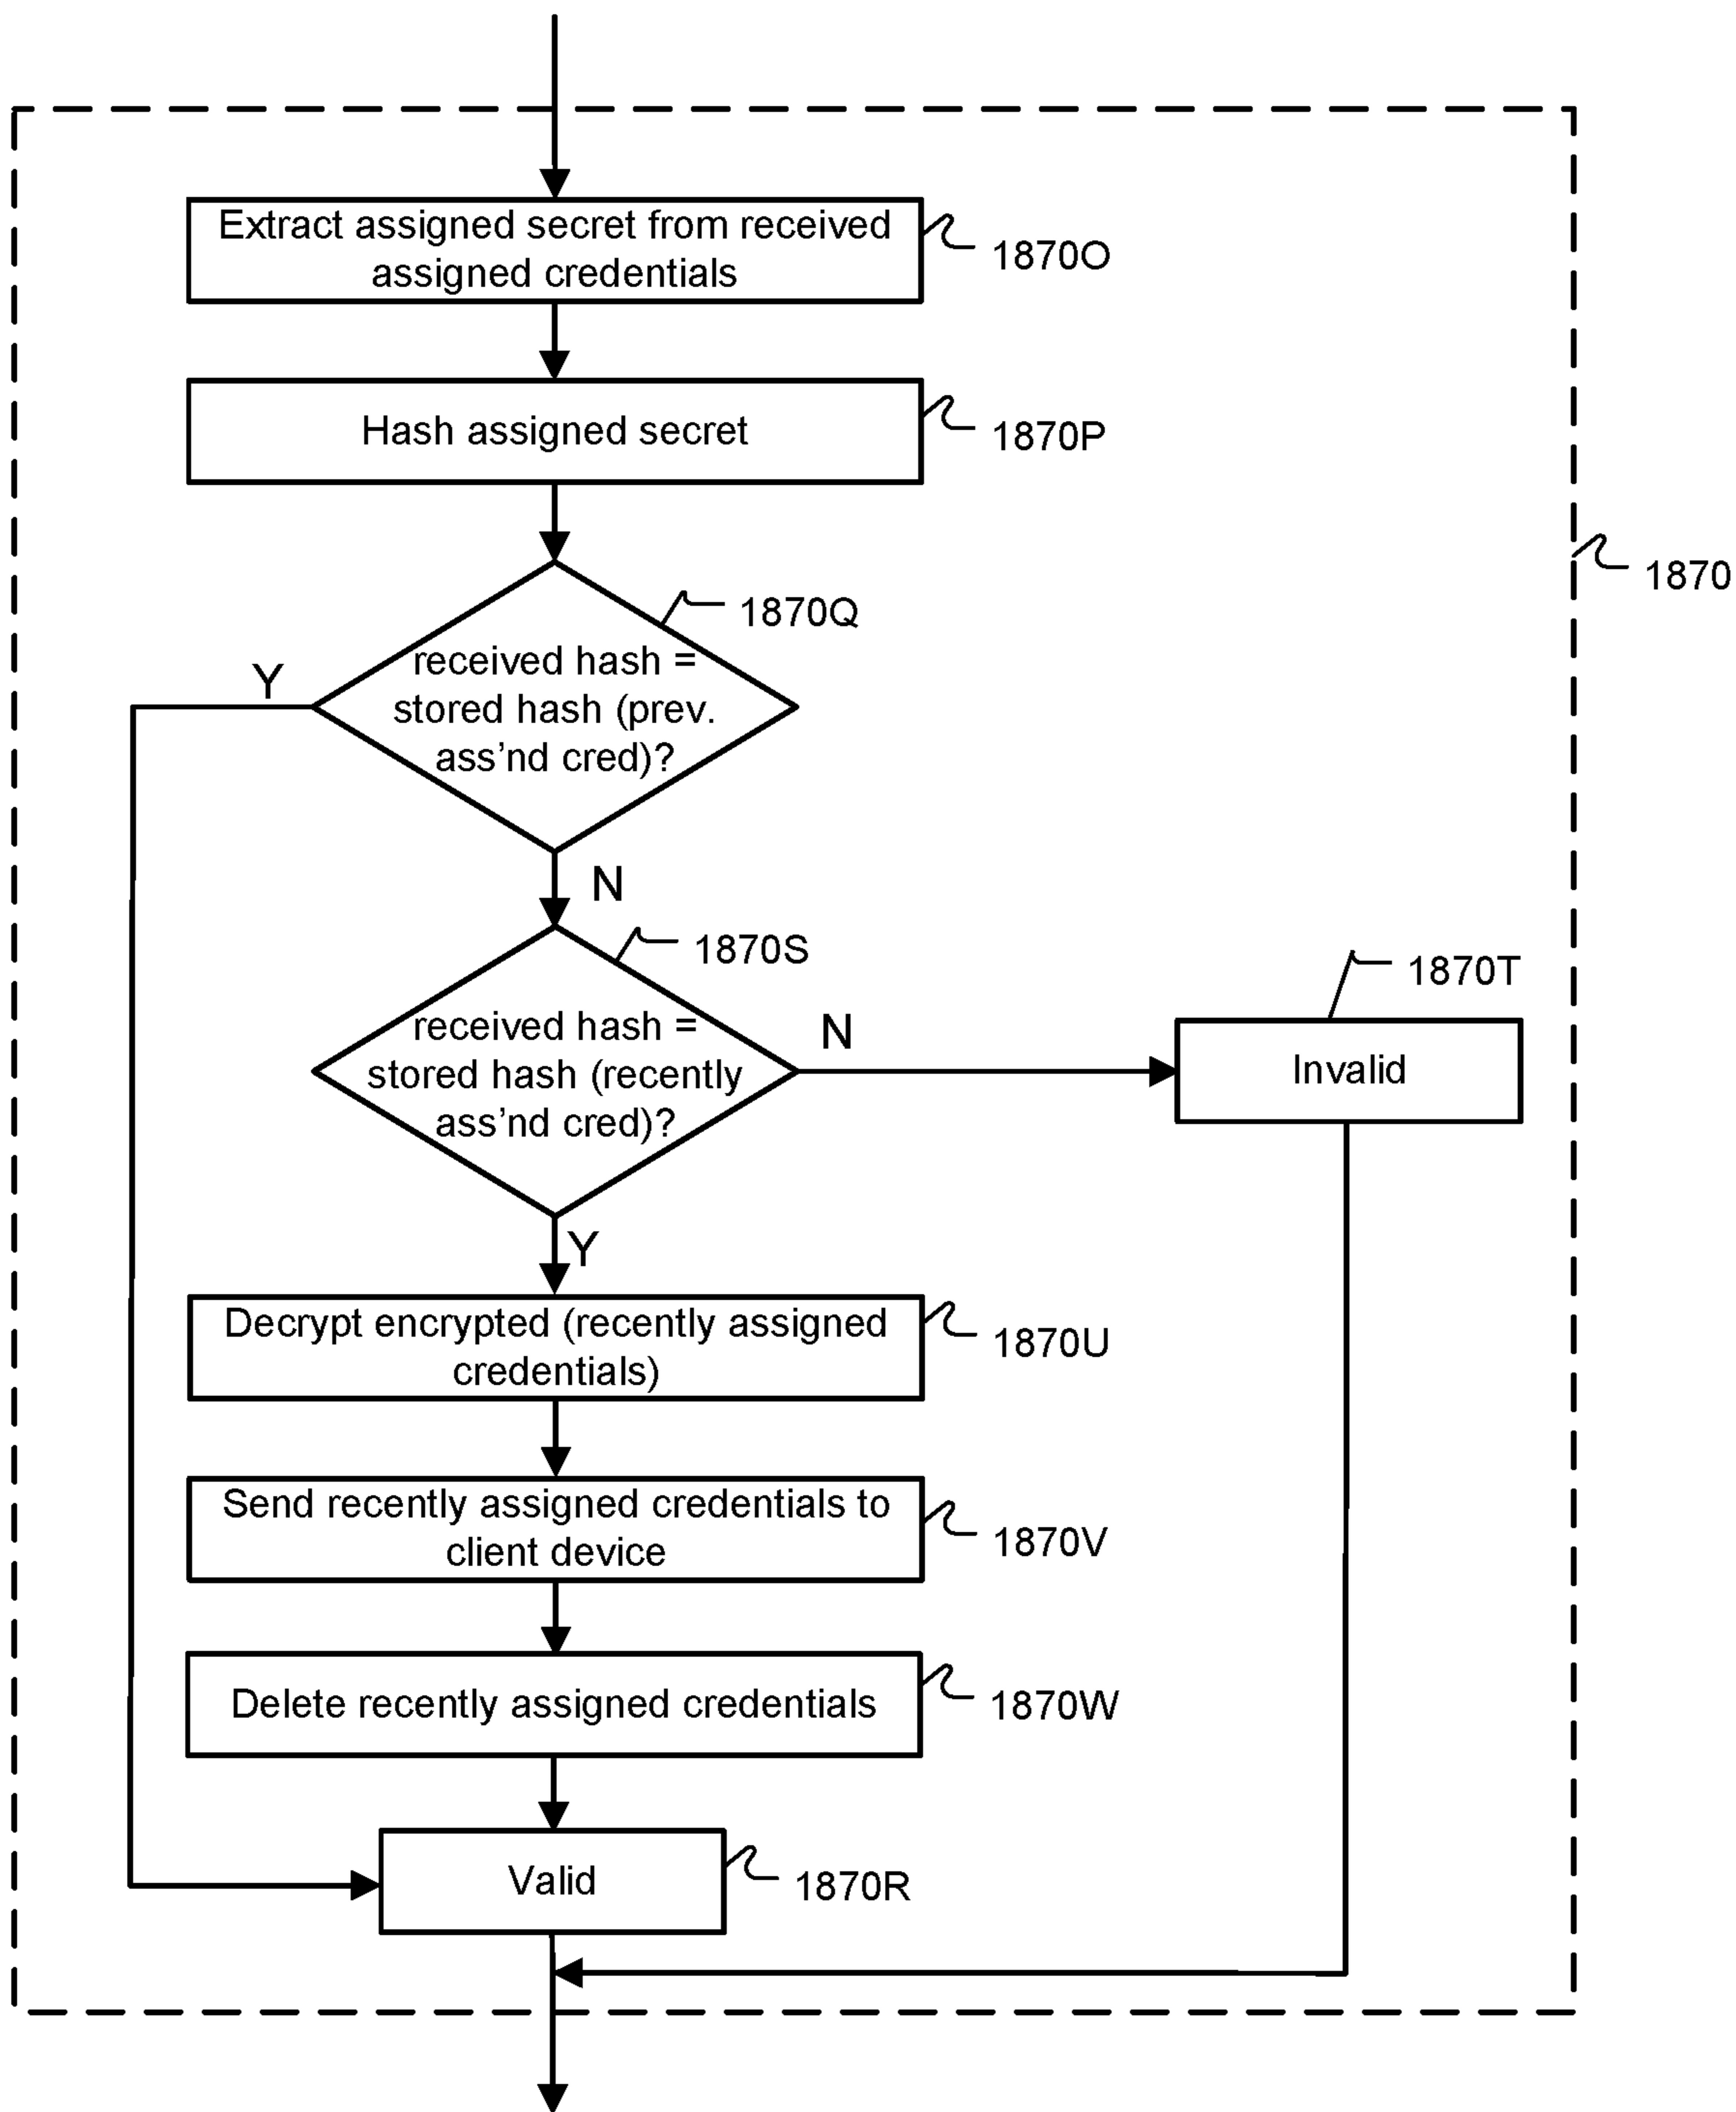 Extract assigned secret from received
assigned credentials
1870O
Hash assigned secret
1870P
1870
1870Q
received hash =
stored hash (prev.
ass’nd cred)?
Y
N
1870S
received hash =
stored hash (recently
ass’nd cred)?
N
1870T
Invalid
Y
Decrypt encrypted (recently assigned
credentials)
1870U
Send recently assigned credentials to
client device
1870V
Delete recently assigned credentials
1870W
Valid
1870R